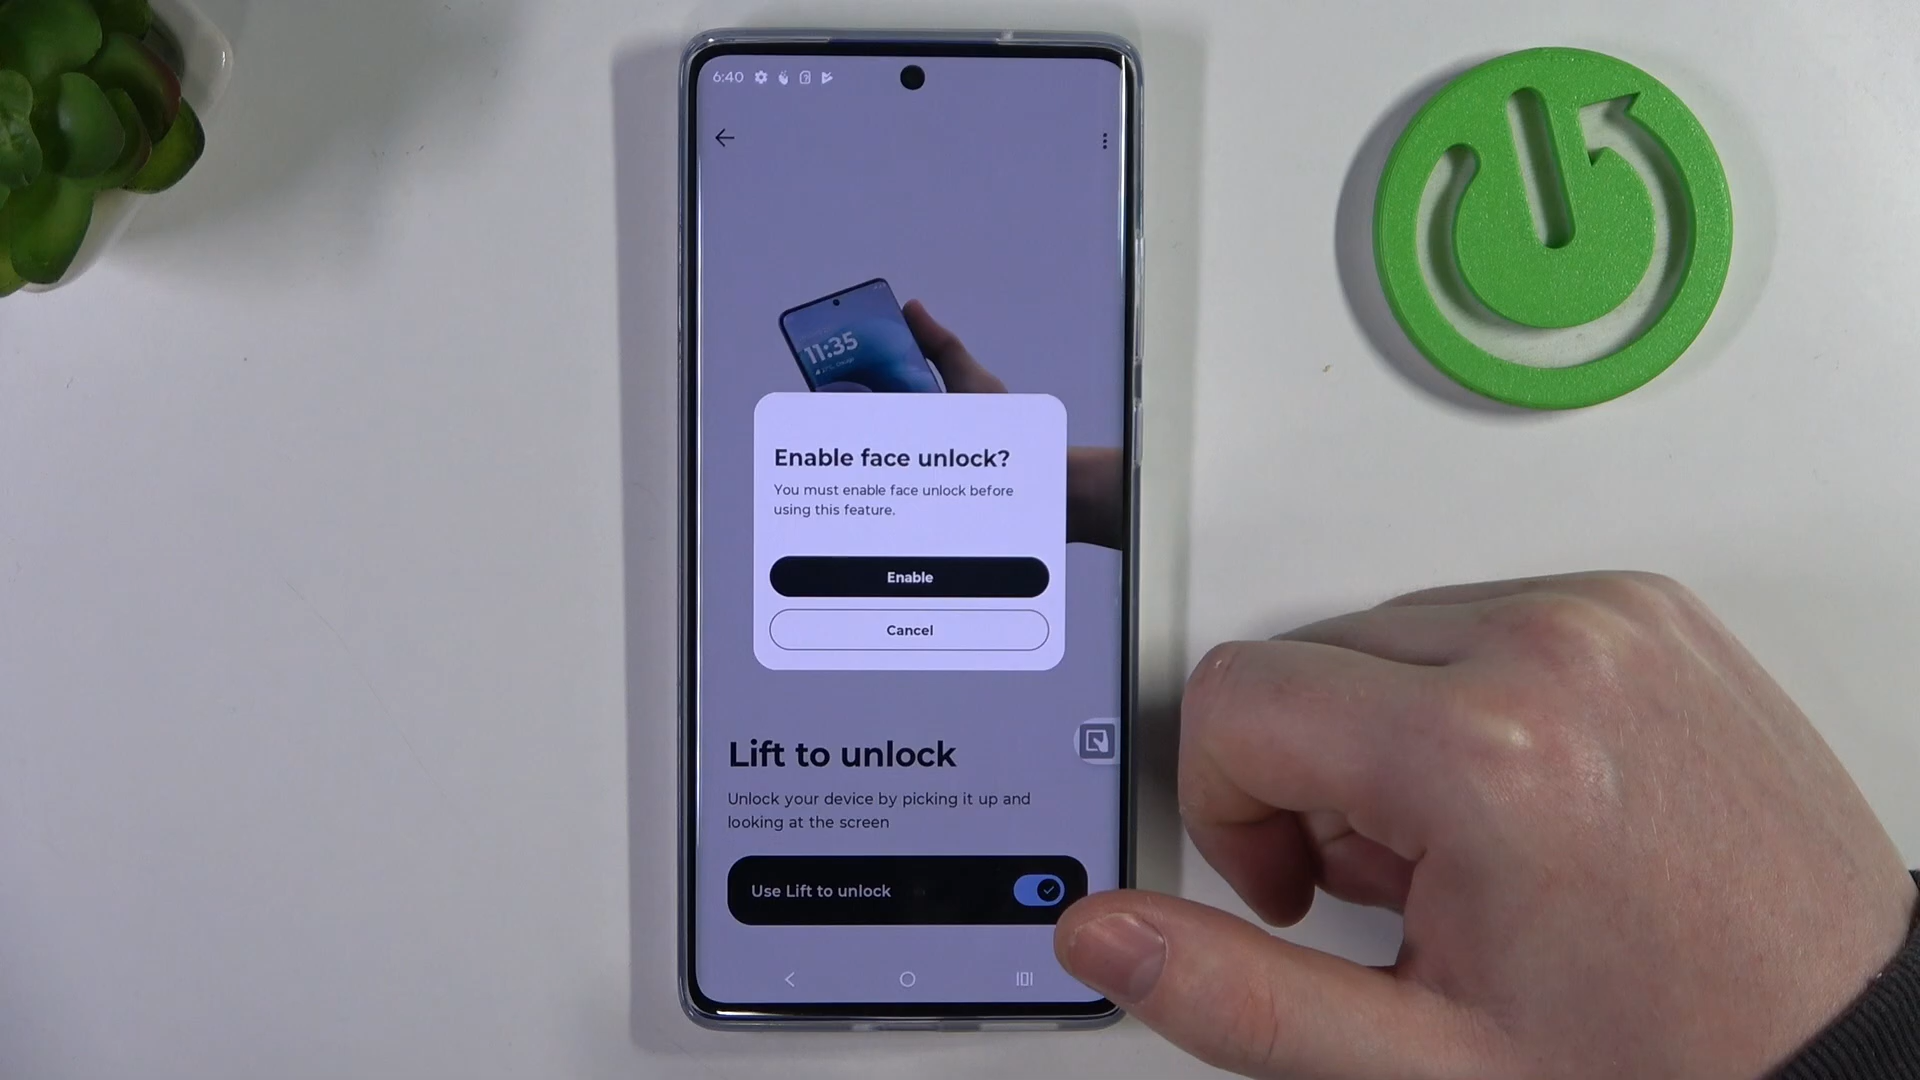 6:40
11:35
Enable face unlock?
You must enable face unlock before
using this feature.
Enable
Cancel
Lift to unlock
Unlock your device by picking it up and
looking at the screen
Use Lift to unlock